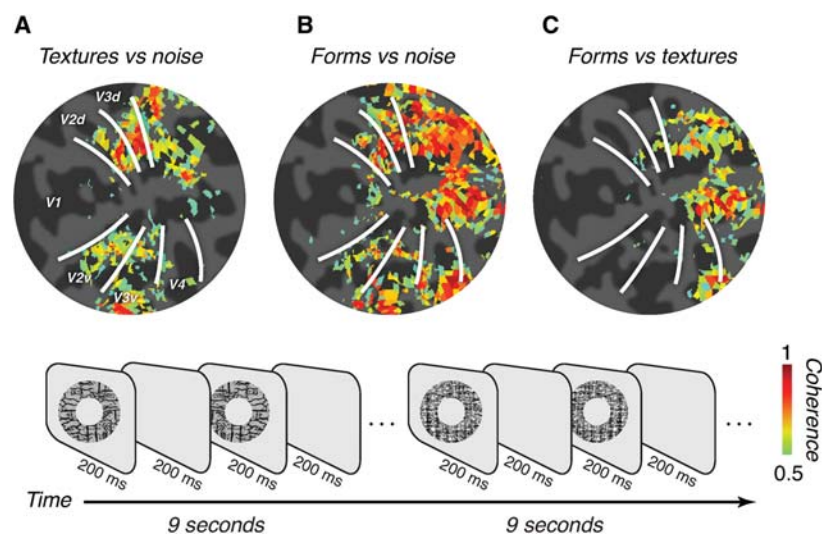 A
B
C
Textures vs noise
Forms vs noise
Forms vs textures
V3d
V2d
V1
V2v
V3v
V4
200 ms
200 ms
200 ms
200 ms
...
200 ms
200 ms
200 ms
200 ms
...
1
Coherence
0.5
Time
9 seconds
9 seconds